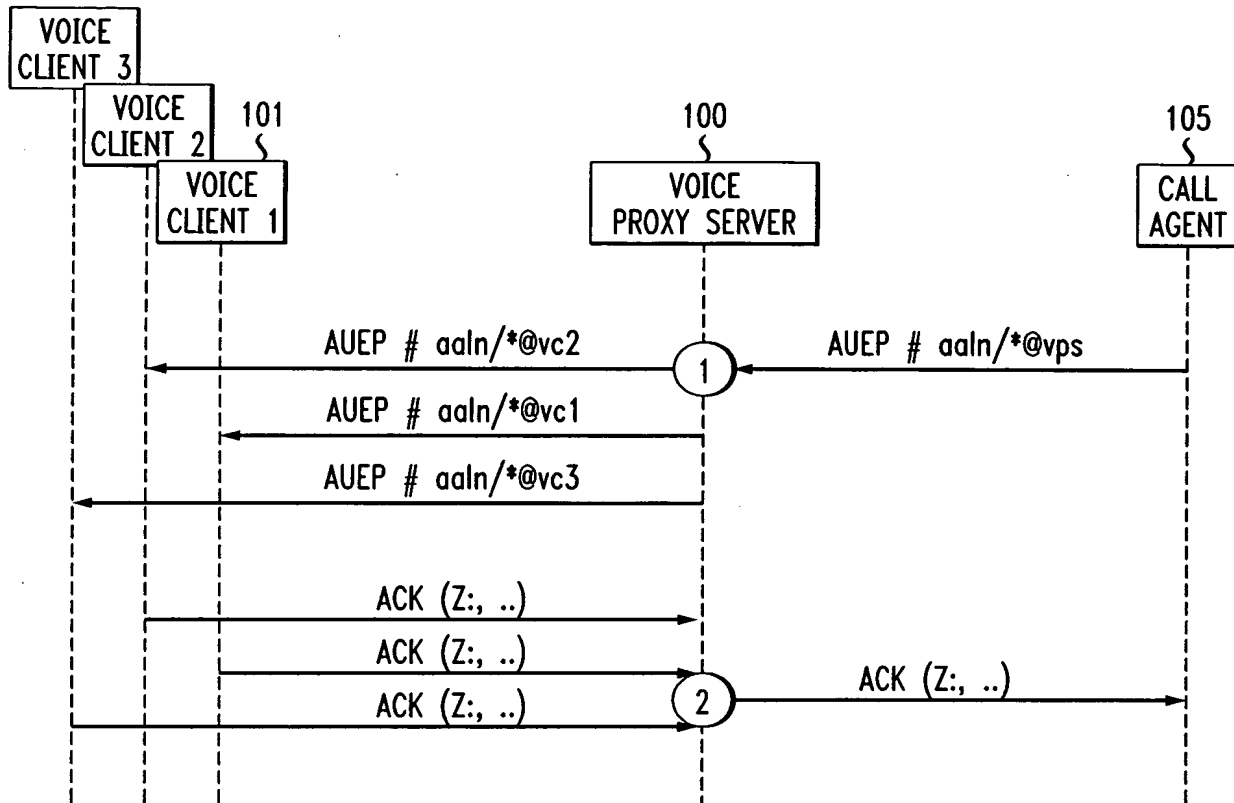 VOICE
CLIENT 3
VOICE
CLIENT 2
101
VOICE
CLIENT 1
100
VOICE
PROXY SERVER
105
CALL
AGENT
AUEP # aaln/*@vc2
1
AUEP # aaln/*@vps
AUEP # aaln/*@vc1
AUEP # aaln/*@vc3
ACK (Z:, ..)
ACK (Z:, ..)
2
ACK (Z:, ..)
ACK (Z:, ..)